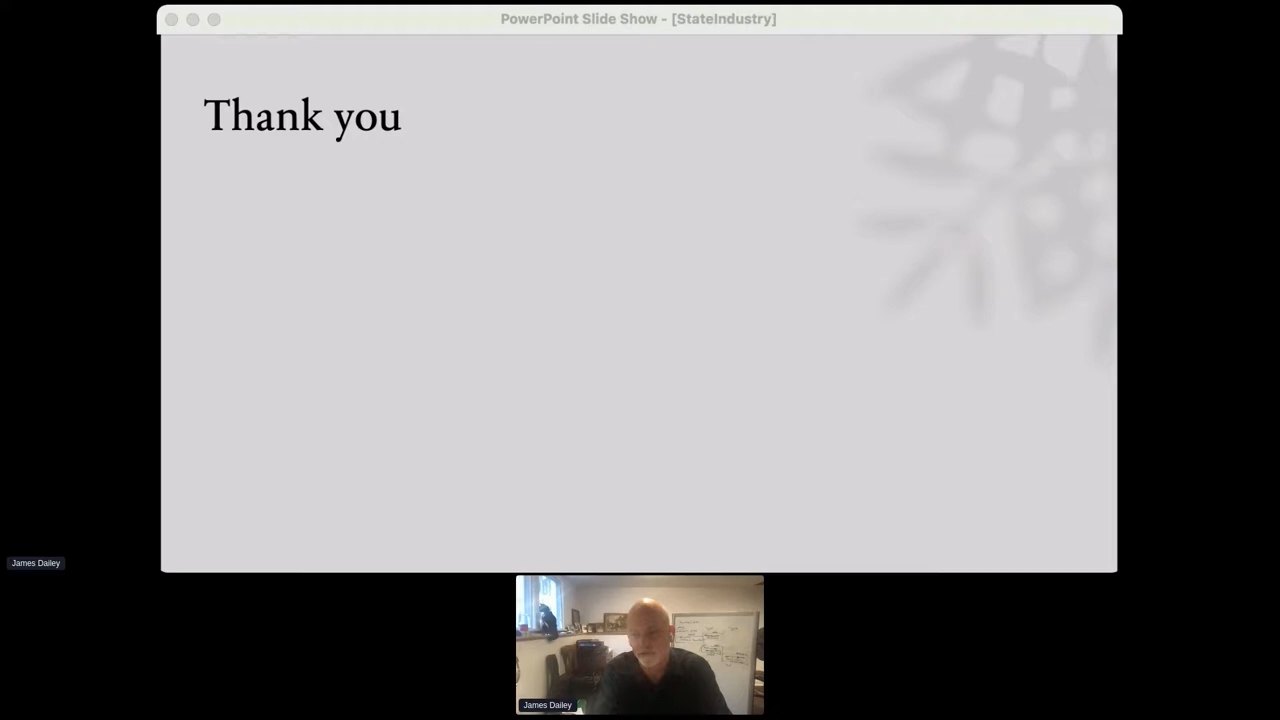 PowerPoint Slide Show - [StateIndustry]
Thank you
James Dailey
James Dailey